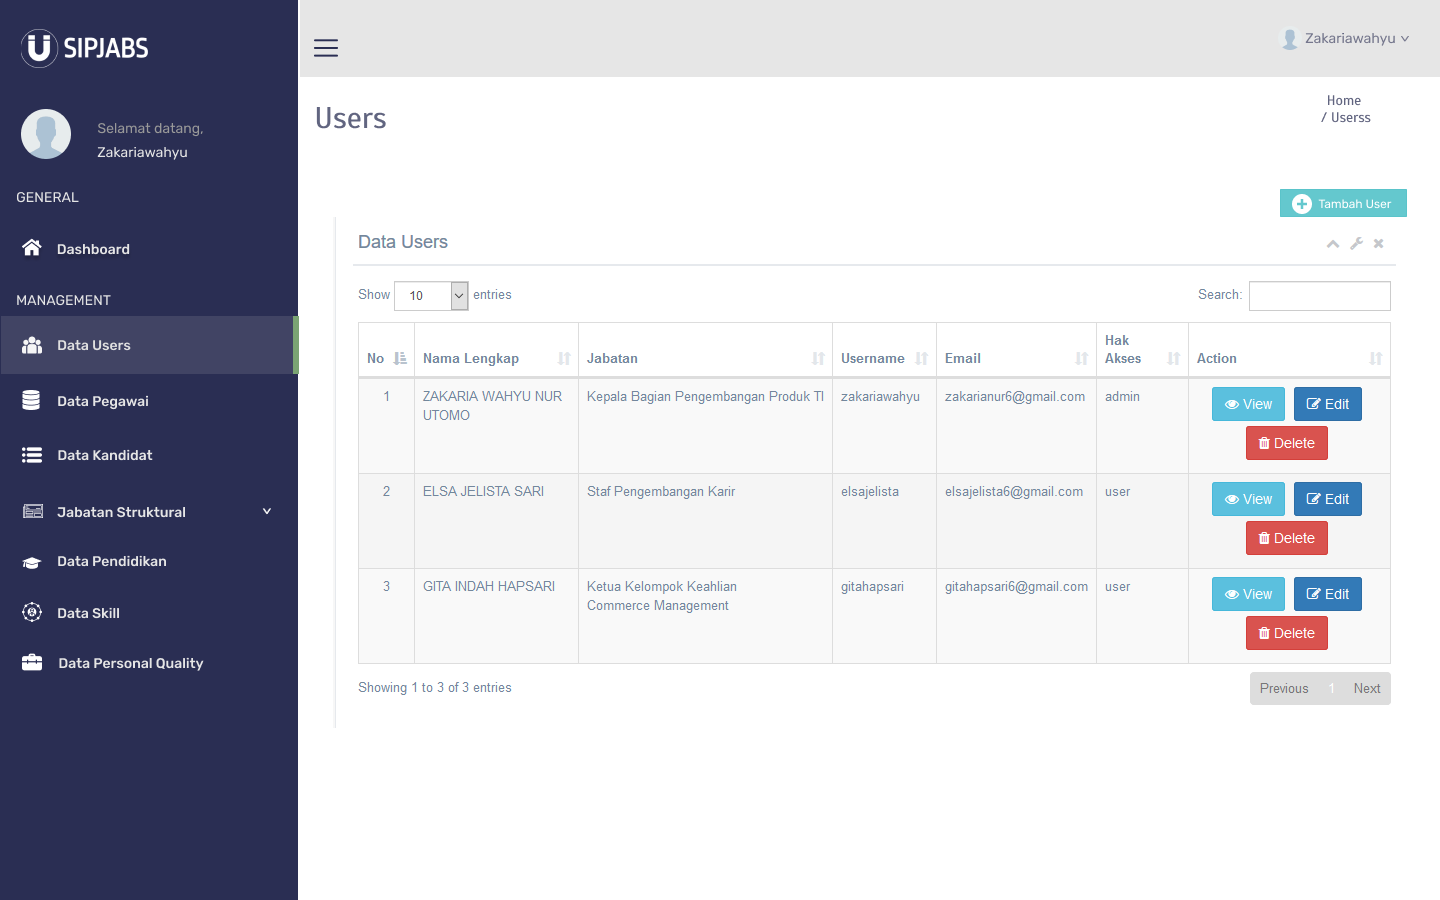 SIPJABS
Selamat datang,
Zakariawahyu
GENERAL
Dashboard
MANAGEMENT
Data Users
Data Pegawai
Data Kandidat
Jabatan Struktural
Data Pendidikan
Data Skill
Data Personal Quality
Zakariawahyu
Users
Home
/ Userss
Tambah User
Data Users
Show 10 entries
Search:
No Nama Lengkap Jabatan Username Email Hak Akses Action
1 ZAKARIA WAHYU NUR UTOMO Kepala Bagian Pengembangan Produk TI zakariawahyu zakarianur6@gmail.com admin View Edit
Delete
2 ELSA JELISTA SARI Staf Pengembangan Karir elsajelista elsajelista6@gmail.com user View Edit
Delete
3 GITA INDAH HAPSARI Ketua Kelompok Keahlian Commerce Management gitahapsari gitahapsari6@gmail.com user View Edit
Delete
Showing 1 to 3 of 3 entries
Previous 1 Next